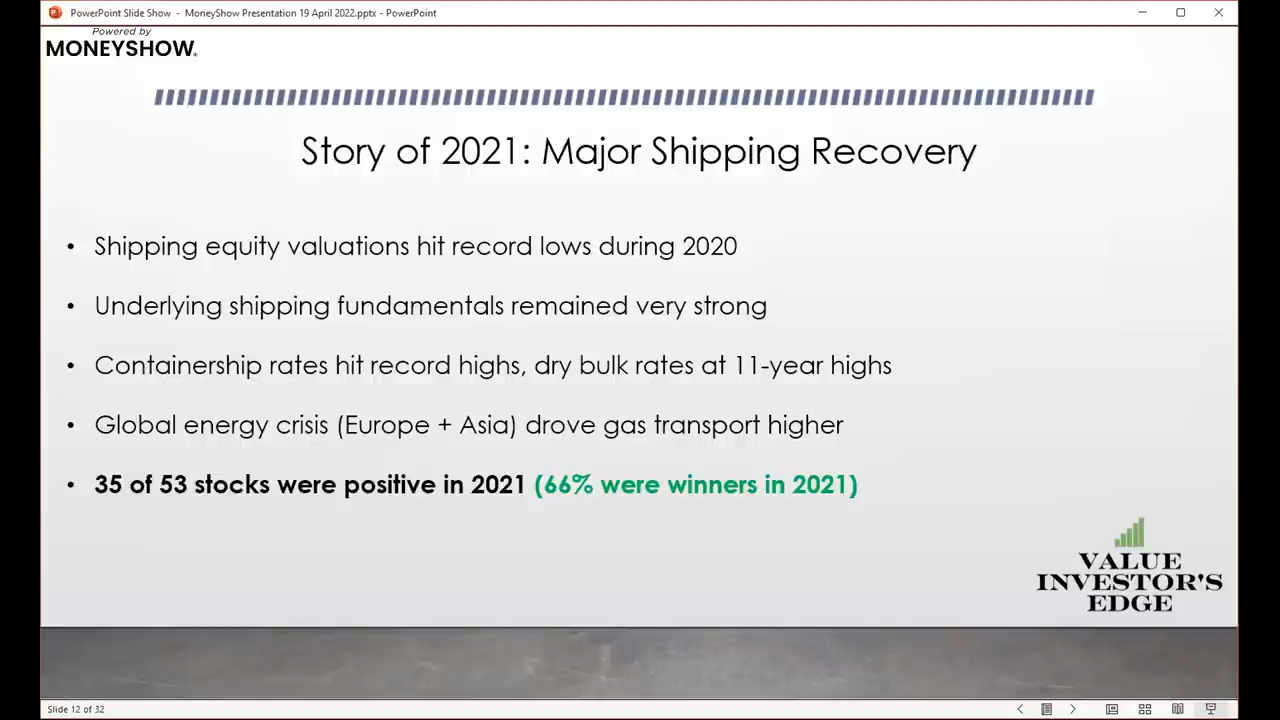 PowerPoint Slide Show - MoneyShow Presentation 19 April 2022.pptx - PowerPoint
Powered by
MONEYSHOW.
Story of 2021: Major Shipping Recovery
• Shipping equity valuations hit record lows during 2020
• Underlying shipping fundamentals remained very strong
• Containership rates hit record highs, dry bulk rates at 11-year highs
• Global energy crisis (Europe + Asia) drove gas transport higher
• 35 of 53 stocks were positive in 2021 (66% were winners in 2021)
VALUE
INVESTOR'S
EDGE
Slide 12 of 32